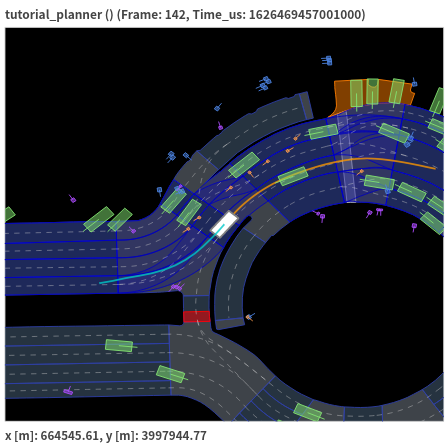 tutorial_planner () (Frame: 142, Time_us: 1626469457001000)
x [m]: 664545.61, y [m]: 3997944.77